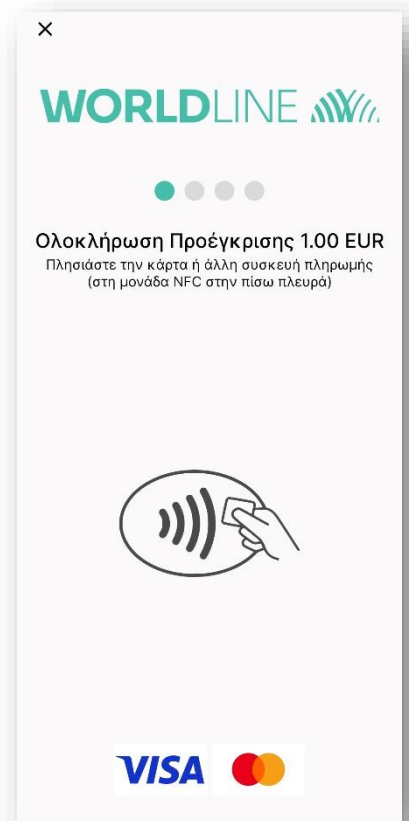 WORLDLINE
Ολοκλήρωση Προέγκρισης 1.00 EUR
Πλησιάστε την κάρτα ή άλλη συσκευή πληρωμής
(στη μονάδα NFC στην πίσω πλευρά)
VISA